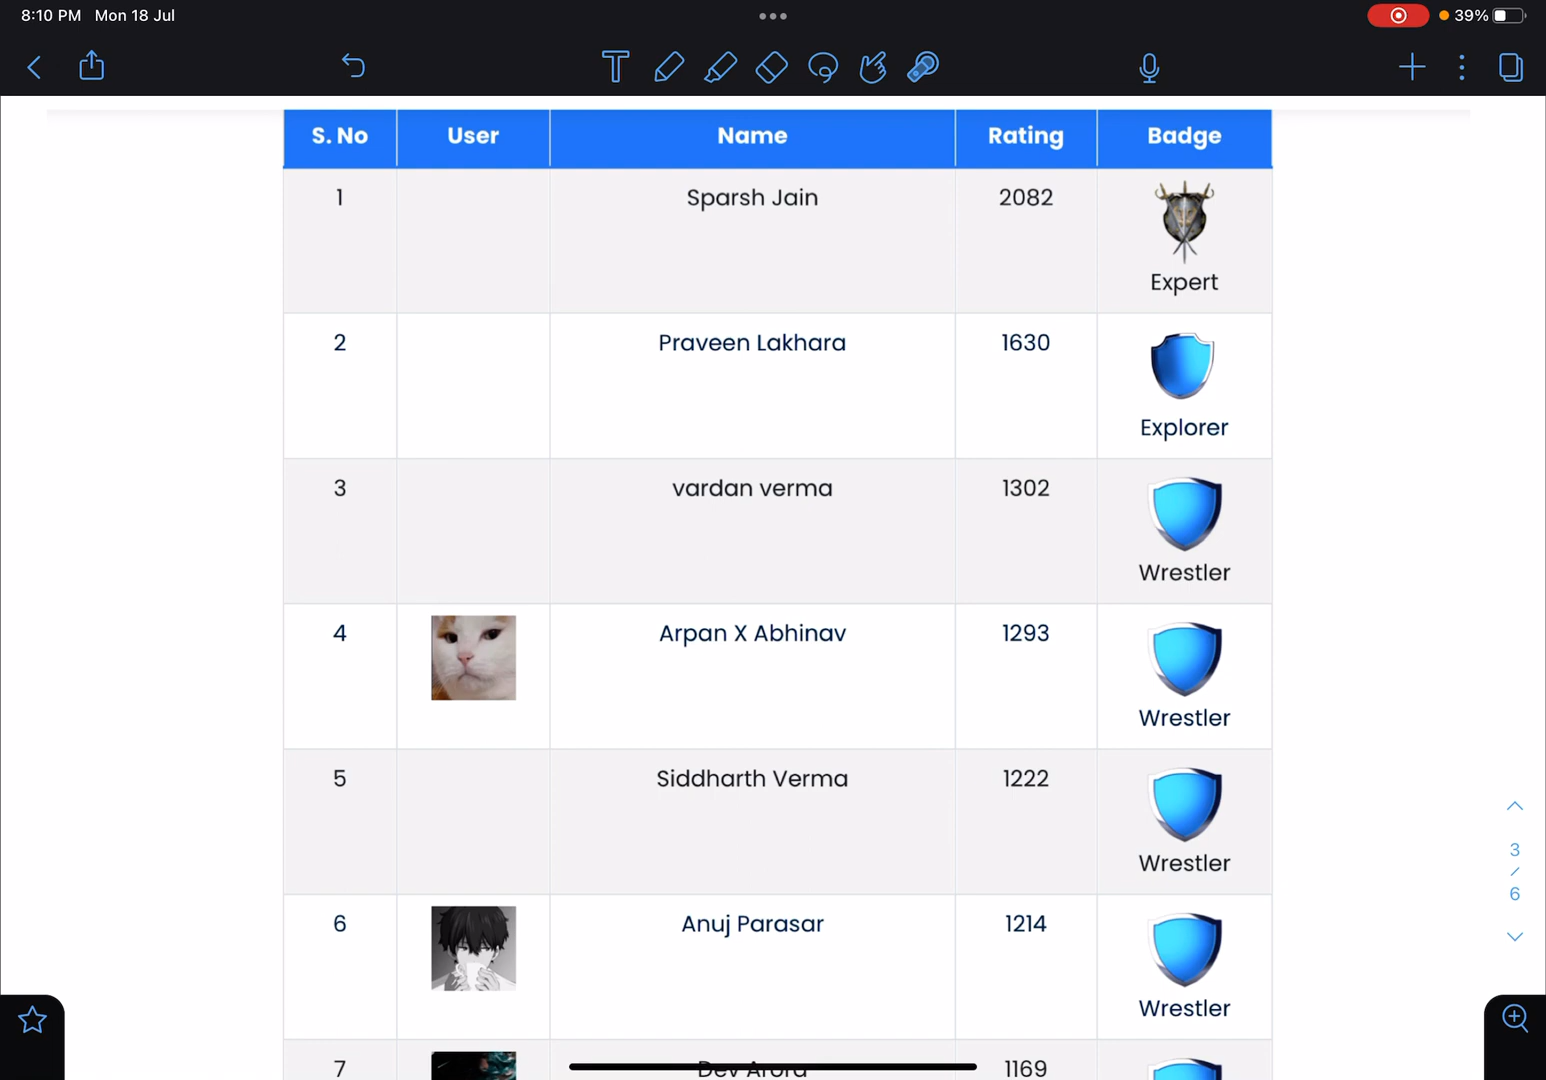 8:10 PM Mon 18 Jul 39%
S. No User Name Rating Badge
1 Sparsh Jain 2082
Expert
2 Praveen Lakhara 1630
Explorer
3 vardan verma 1302
Wrestler
4 Arpan X Abhinav 1293
Wrestler
5 Siddharth Verma 1222
Wrestler
3
/
6
6 Anuj Parasar 1214
Wrestler
7 Dev Arora 1169